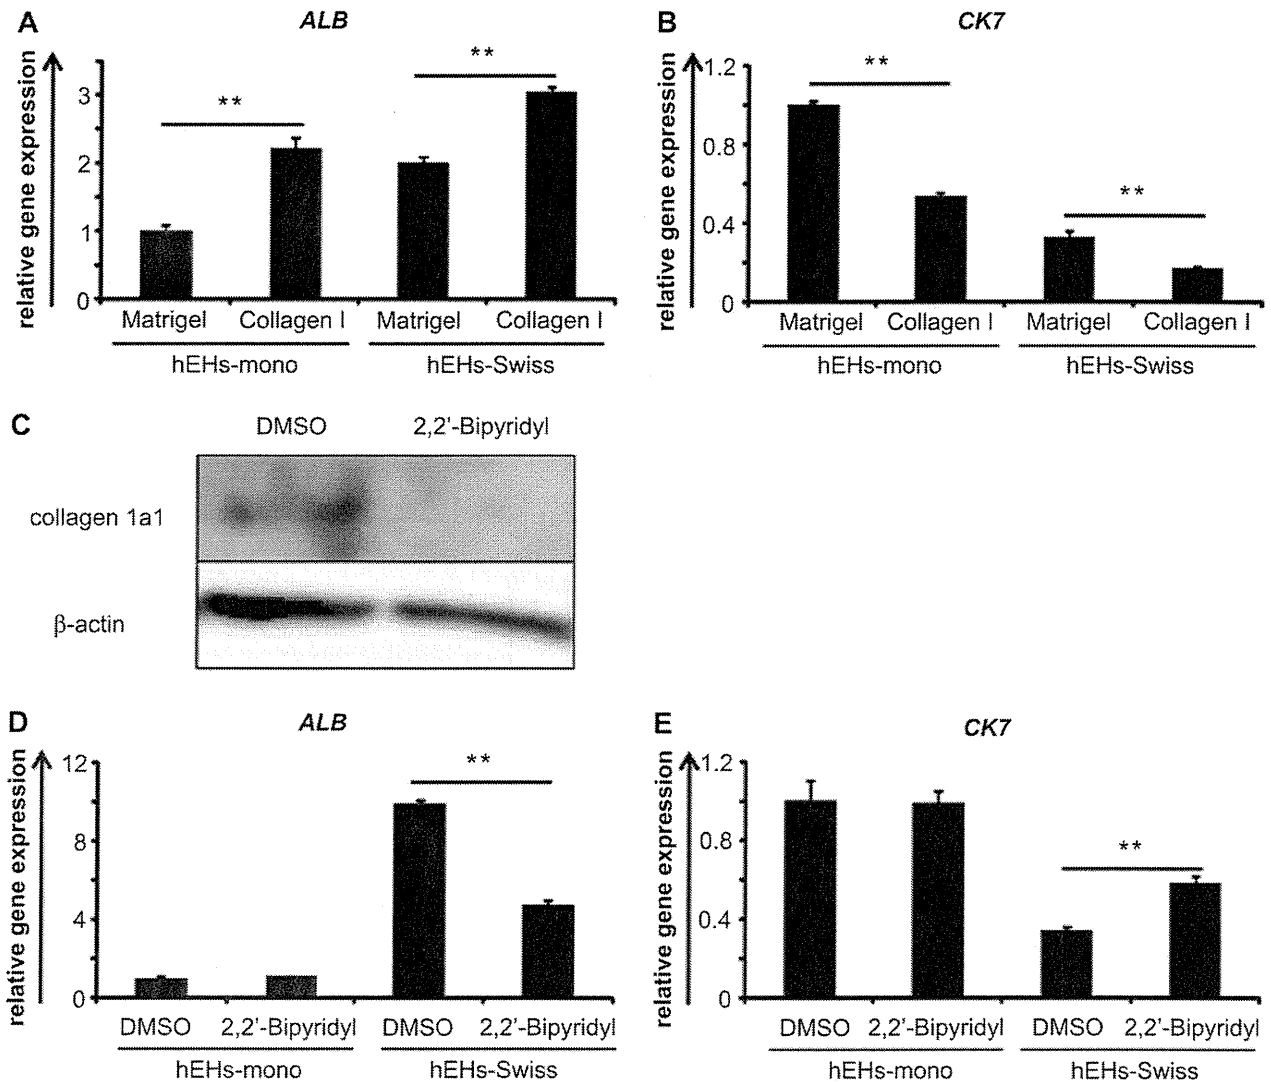 A
ALB
relative gene expression
3
2
1
0
**
**
Matrigel Collagen I Matrigel Collagen I
hEHs-mono hEHs-Swiss
B
CK7
relative gene expression
1.2
0.8
0.4
0
**
**
Matrigel Collagen I Matrigel Collagen I
hEHs-mono hEHs-Swiss
C
DMSO 2,2'-Bipyridyl
collagen 1a1
β-actin
D
ALB
relative gene expression
12
8
4
0
**
DMSO 2,2'-Bipyridyl DMSO 2,2'-Bipyridyl
hEHs-mono hEHs-Swiss
E
CK7
relative gene expression
1.2
0.8
0.4
0
**
DMSO 2,2'-Bipyridyl DMSO 2,2'-Bipyridyl
hEHs-mono hEHs-Swiss